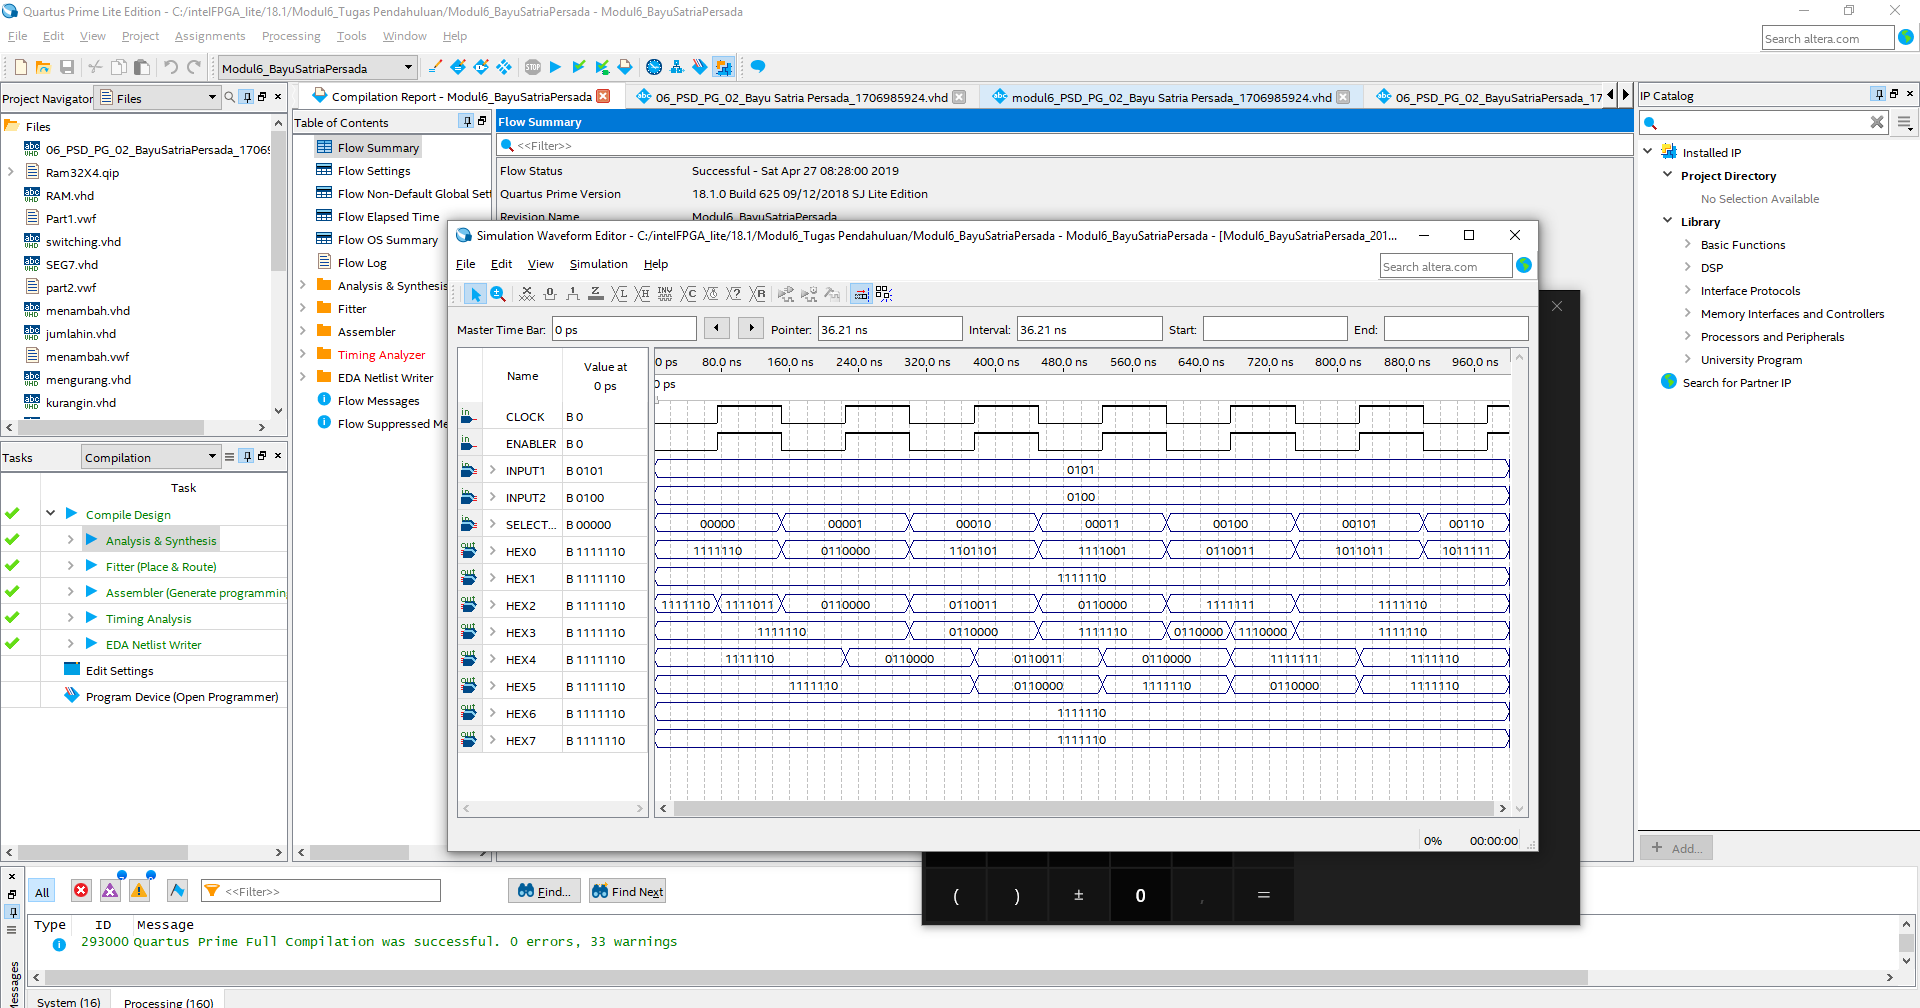 Quartus Prime Lite Edition - C:/intelFPGA_lite/18.1/Modul6_Tugas Pendahuluan/Modul6_BayuSatriaPersada - Modul6_BayuSatriaPersada
File Edit View Project Assignments Processing Tools Window Help
Search altera.com
Modul6_BayuSatriaPersada
Project Navigator Files
Files
06_PSD_PG_02_BayuSatriaPersada_1706
Ram32X4.qip
RAM.vhd
Part1.vwf
switching.vhd
SEG7.vhd
part2.vwf
menambah.vhd
jumlahin.vhd
menambah.vwf
mengurang.vhd
kurangin.vhd
Tasks Compilation
Task
Compile Design
Analysis & Synthesis
Fitter (Place & Route)
Assembler (Generate programmin
Timing Analysis
EDA Netlist Writer
Edit Settings
Program Device (Open Programmer)
Compilation Report - Modul6_BayuSatriaPersada
06_PSD_PG_02_Bayu Satria Persada_1706985924.vhd
modul6_PSD_PG_02_Bayu Satria Persada_1706985924.vhd
06_PSD_PG_02_BayuSatriaPersada_17
Table of Contents
Flow Summary
Flow Settings
Flow Non-Default Global Sett
Flow Elapsed Time
Flow OS Summary
Flow Log
Analysis & Synthesis
Fitter
Assembler
Timing Analyzer
EDA Netlist Writer
Flow Messages
Flow Suppressed Me
Flow Summary
<<Filter>>
Flow Status Successful - Sat Apr 27 08:28:00 2019
Quartus Prime Version 18.1.0 Build 625 09/12/2018 SJ Lite Edition
Revision Name Modul6_BayuSatriaPersada
Simulation Waveform Editor - C:/intelFPGA_lite/18.1/Modul6_Tugas Pendahuluan/Modul6_BayuSatriaPersada - Modul6_BayuSatriaPersada - [Modul6_BayuSatriaPersada_201...
File Edit View Simulation Help
Search altera.com
Master Time Bar: 0 ps Pointer: 36.21 ns Interval: 36.21 ns Start: End:
Name Value at 0 ps
0 ps 80.0 ns 160.0 ns 240.0 ns 320.0 ns 400.0 ns 480.0 ns 560.0 ns 640.0 ns 720.0 ns 800.0 ns 880.0 ns 960.0 ns
0 ps
CLOCK B 0
ENABLER B 0
INPUT1 B 0101 0101
INPUT2 B 0100 0100
SELECT... B 00000 00000 00001 00010 00011 00100 00101 00110
HEX0 B 1111110 1111110 0110000 1101101 1111001 0110011 1011011 1011111
HEX1 B 1111110 1111110
HEX2 B 1111110 1111110 1111011 0110000 0110011 0110000 1111111 1111110
HEX3 B 1111110 1111110 0110000 1111110 0110000 1110000 1111110
HEX4 B 1111110 1111110 0110000 0110011 0110000 1111111 1111110
HEX5 B 1111110 1111110 0110000 1111110 0110000 1111110
HEX6 B 1111110 1111110
HEX7 B 1111110 1111110
0% 00:00:00
( ) ± 0 , =
IP Catalog
Installed IP
Project Directory
No Selection Available
Library
Basic Functions
DSP
Interface Protocols
Memory Interfaces and Controllers
Processors and Peripherals
University Program
Search for Partner IP
+ Add...
All <<Filter>> Find... Find Next
Type ID Message
293000 Quartus Prime Full Compilation was successful. 0 errors, 33 warnings
Messages
System (16) Processing (160)